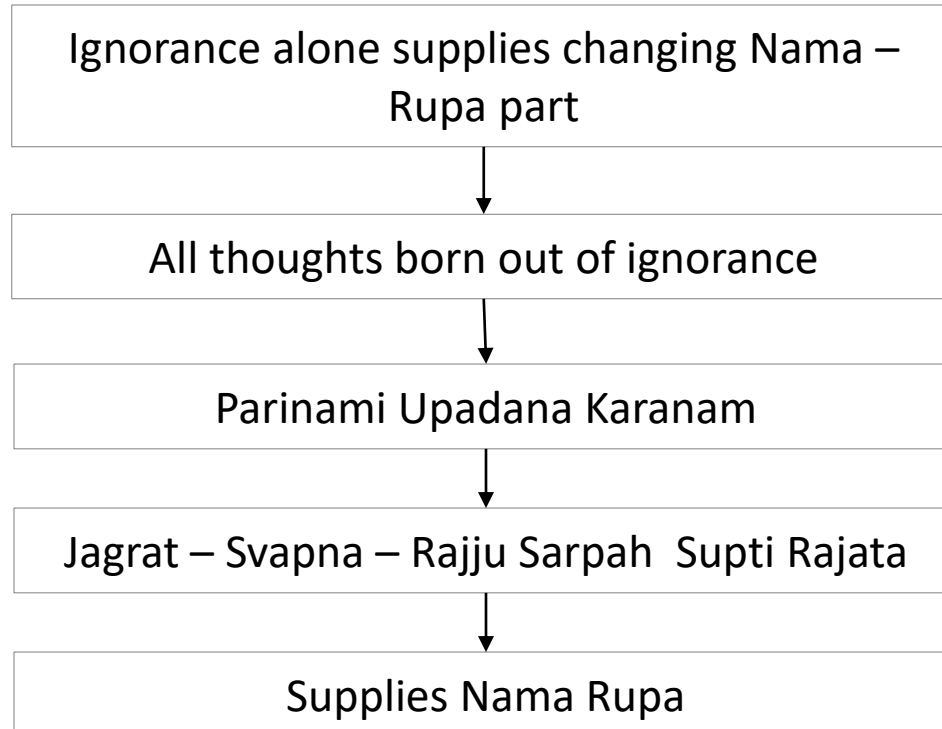 Ignorance alone supplies changing Nama –
Rupa part
All thoughts born out of ignorance
Parinami Upadana Karanam
Jagrat – Svapna – Rajju Sarpah  Supti Rajata
Supplies Nama Rupa